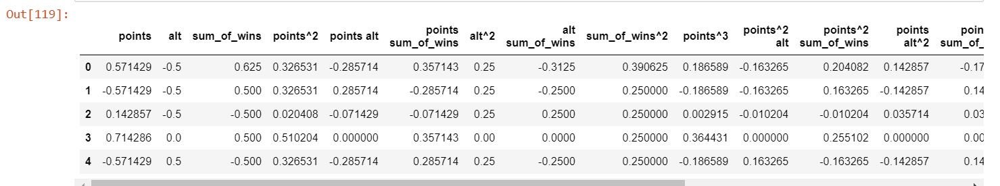 Out[119]:
points alt sum_of_wins points^2 points alt points sum_of_wins alt^2 alt sum_of_wins sum_of_wins^2 points^3 points^2 alt points^2 sum_of_wins points alt^2 poin sum_of_
0 0.571429 -0.5 0.625 0.326531 -0.285714 0.357143 0.25 -0.3125 0.390625 0.186589 -0.163265 0.204082 0.142857 -0.17
1 -0.571429 -0.5 0.500 0.326531 0.285714 -0.285714 0.25 -0.2500 0.250000 -0.186589 -0.163265 0.163265 -0.142857 0.14
2 0.142857 -0.5 -0.500 0.020408 -0.071429 -0.071429 0.25 0.2500 0.250000 0.002915 -0.010204 -0.010204 0.035714 0.03
3 0.714286 0.0 0.500 0.510204 0.000000 0.357143 0.00 0.0000 0.250000 0.364431 0.000000 0.255102 0.000000 0.00
4 -0.571429 0.5 -0.500 0.326531 -0.285714 0.285714 0.25 -0.2500 0.250000 -0.186589 0.163265 -0.163265 -0.142857 0.14